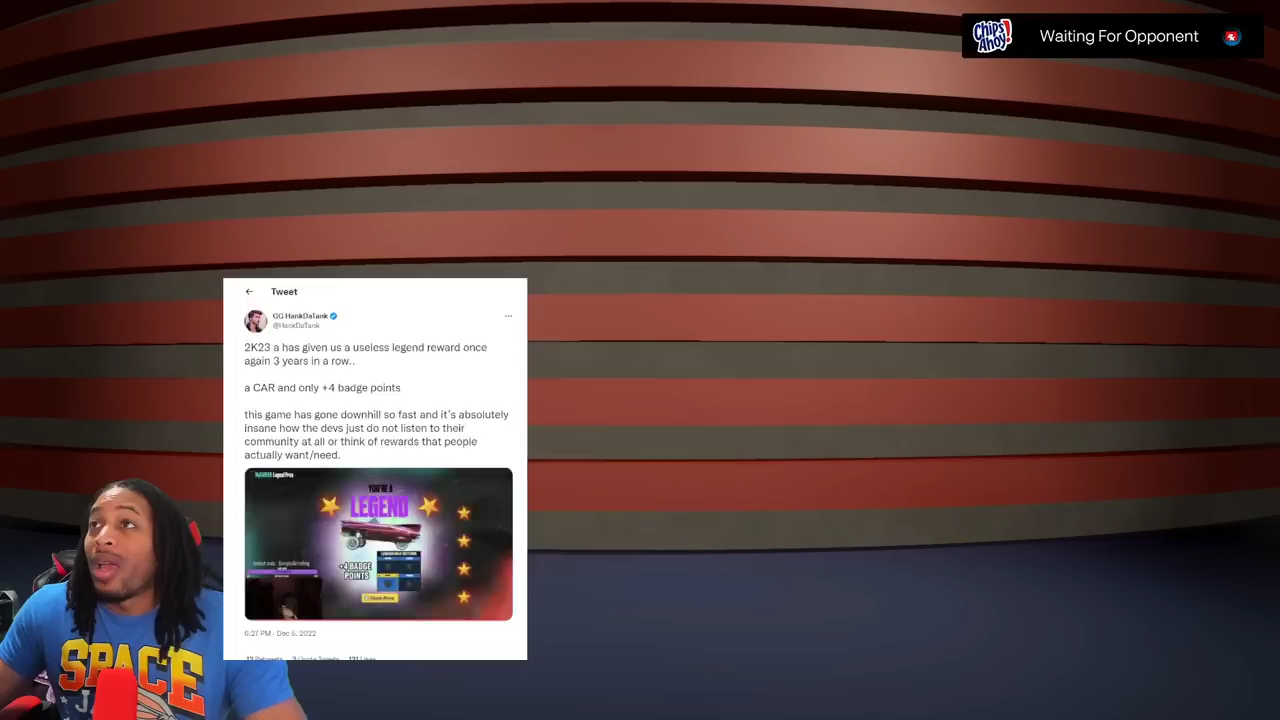 Chips Ahoy!
Waiting For Opponent
Tweet
GG HankDaTank
@HankDaTank
2K23 a has given us a useless legend reward once
again 3 years in a row..
a CAR and only +4 badge points
this game has gone downhill so fast and it's absolutely
insane how the devs just do not listen to their
community at all or think of rewards that people
actually want/need.
YOU'RE A
LEGEND
+4 BADGE
POINTS
6:27 PM · Dec 5, 2022
SPACE